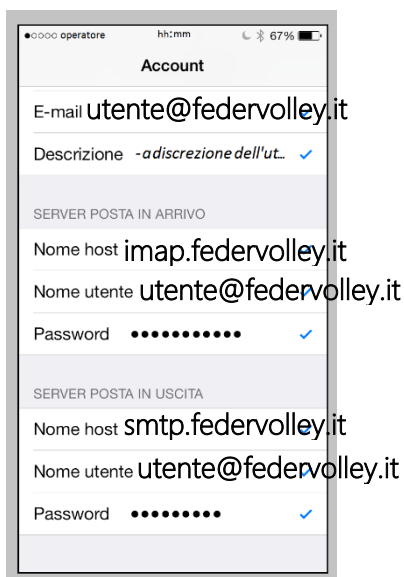 ●○○○○ operatore hh:mm 67%
Account
E-mail utente@federvolley.it
Descrizione -a discrezione dell'ut...
SERVER POSTA IN ARRIVO
Nome host imap.federvolley.it
Nome utente utente@federvolley.it
Password ●●●●●●●●●●●
SERVER POSTA IN USCITA
Nome host smtp.federvolley.it
Nome utente utente@federvolley.it
Password ●●●●●●●●●